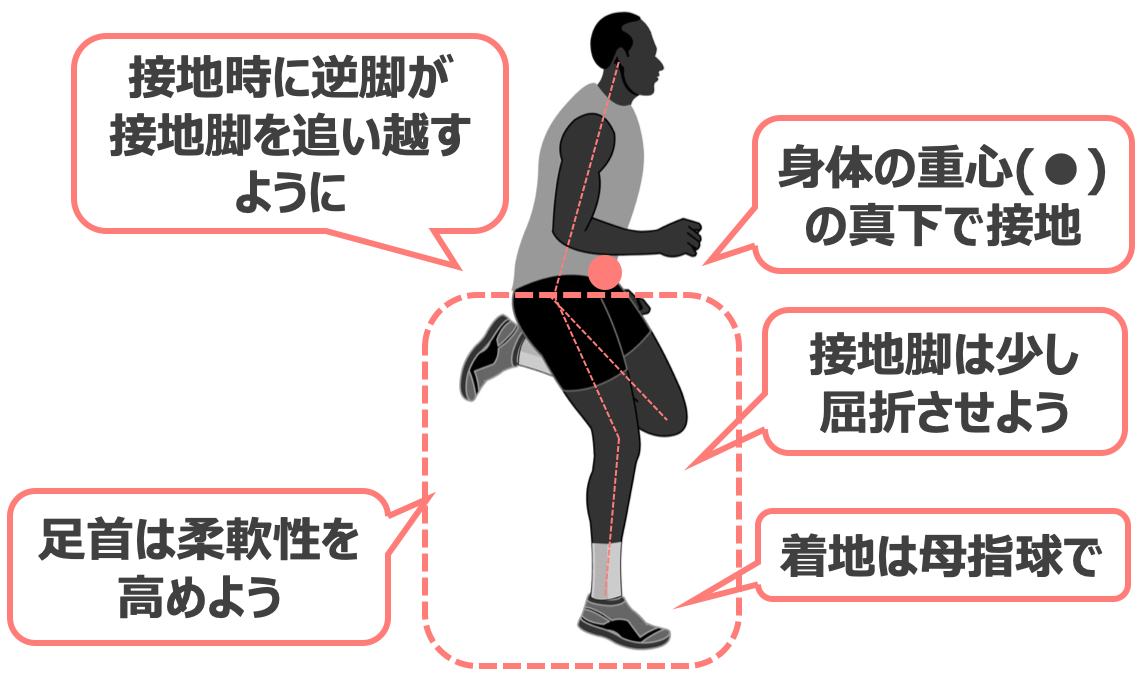 接地時に逆脚が
接地脚を追い越す
ように
身体の重心(●)
の真下で接地
接地脚は少し
屈折させよう
足首は柔軟性を
高めよう
着地は母指球で